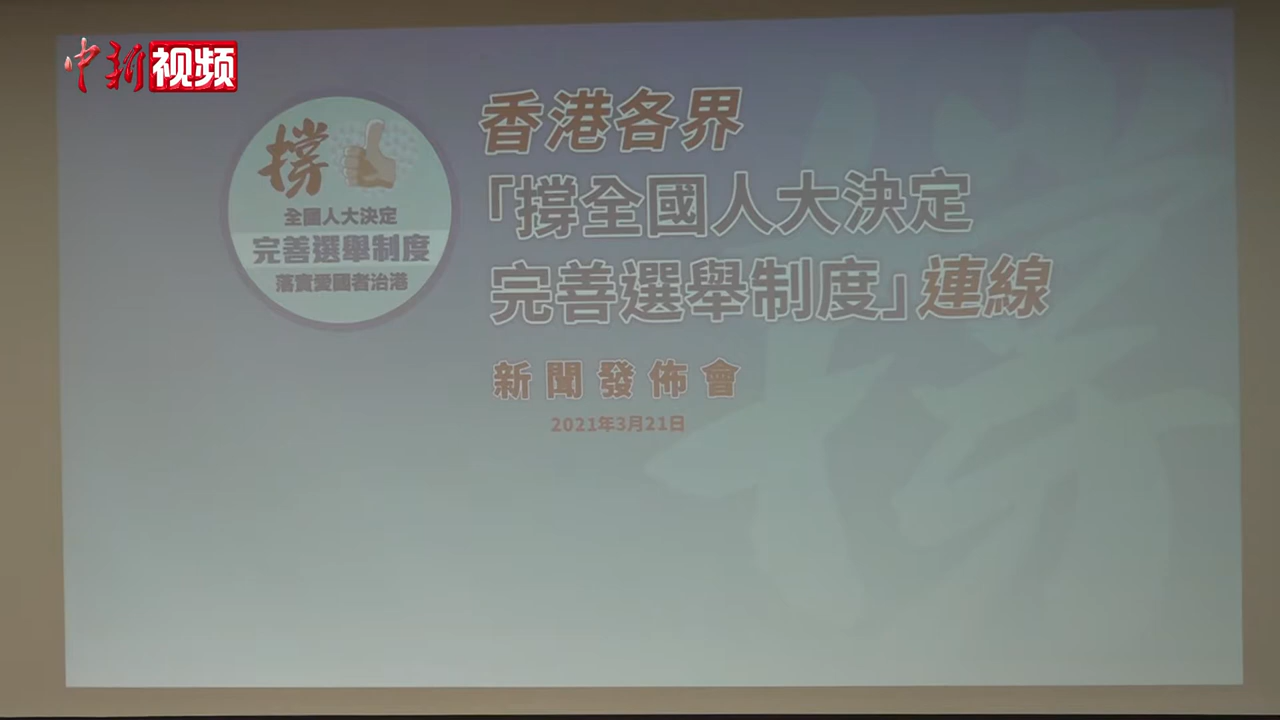 中新视频
香港各界
「撐全國人大決定
完善選舉制度」連線
新聞發佈會
2021年3月21日
撐
全國人大決定
完善選舉制度
落實愛國者治港
撐